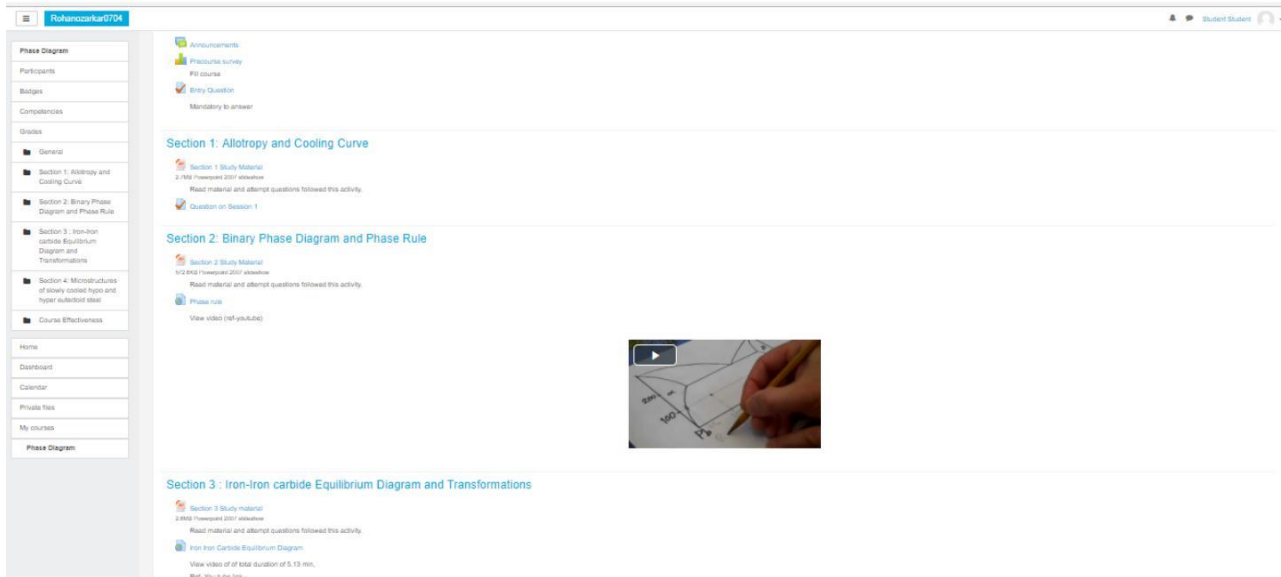 Rohanozarkar0704
Student Student
Phase Diagram
Participants
Badges
Competencies
Grades
General
Section 1: Allotropy and
Cooling Curve
Section 2: Binary Phase
Diagram and Phase Rule
Section 3 : Iron-Iron
carbide Equilibrium
Diagram and
Transformations
Section 4: Microstructures
of slowly cooled hypo and
hyper eutectoid steel
Course Effectiveness
Home
Dashboard
Calendar
Private files
My courses
Phase Diagram
Announcements
Precourse survey
Fill course
Entry Question
Mandatory to answer
Section 1: Allotropy and Cooling Curve
Section 1 Study Material
2.7MB Powerpoint 2007 slideshow
Read material and attempt questions followed this activity.
Question on Session 1
Section 2: Binary Phase Diagram and Phase Rule
Section 2 Study Material
Powerpoint 2007 slideshow
Read material and attempt questions followed this activity.
Phase rule
View video (ref-youtube)
200
100
Pb
Section 3 : Iron-Iron carbide Equilibrium Diagram and Transformations
Section 3 Study material
Powerpoint 2007 slideshow
Read material and attempt questions followed this activity.
Iron Iron Carbide Equilibrium Diagram
View video of of total duration of 5.13 min,